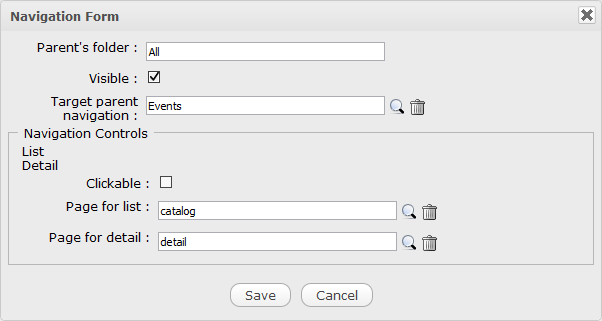 Navigation Form
Parent's folder : All
Visible :
Target parent
navigation : Events
Navigation Controls
List
Detail
Clickable :
Page for list : catalog
Page for detail : detail
Save Cancel